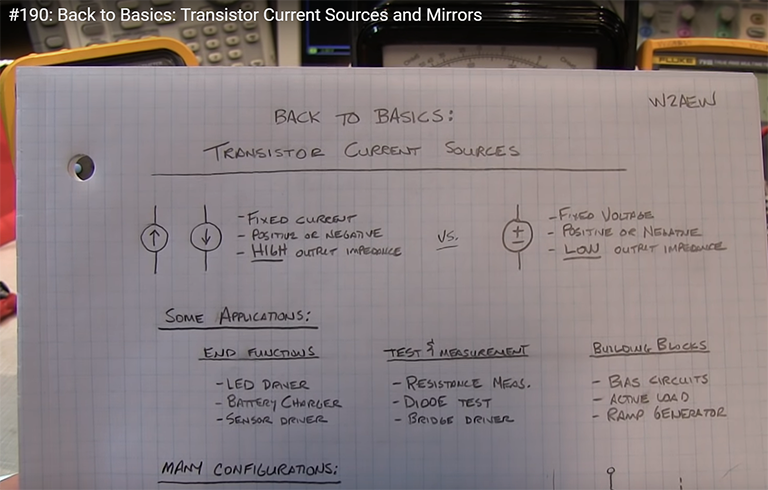 #190: Back to Basics: Transistor Current Sources and Mirrors
FLUKE
W2AEW
BACK TO BASICS:
TRANSISTOR CURRENT SOURCES
- FIXED CURRENT
- POSITIVE OR NEGATIVE
- HIGH OUTPUT IMPEDANCE
VS.
- FIXED VOLTAGE
- POSITIVE OR NEGATIVE
- LOW OUTPUT IMPEDANCE
SOME APPLICATIONS:
END FUNCTIONS
- LED DRIVER
- BATTERY CHARGER
- SENSOR DRIVER
TEST & MEASUREMENT
- RESISTANCE MEAS.
- DIODE TEST
- BRIDGE DRIVER
BUILDING BLOCKS
- BIAS CIRCUITS
- ACTIVE LOAD
- RAMP GENERATOR
MANY CONFIGURATIONS: